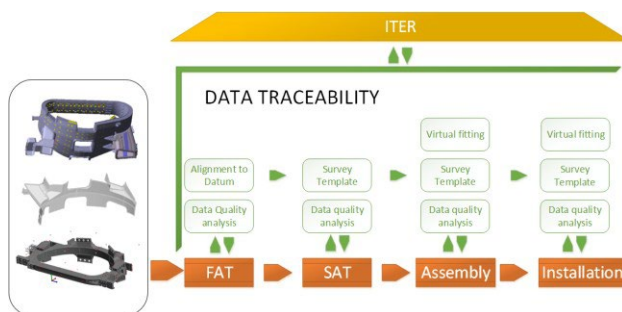 ITER
DATA TRACEABILITY
Virtual fitting
Virtual fitting
Alignment to
Datum
Survey
Template
Survey
Template
Survey
Template
Data Quality
analysis
Data quality
analysis
Data quality
analysis
Data quality
analysis
FAT
SAT
Assembly
Installation